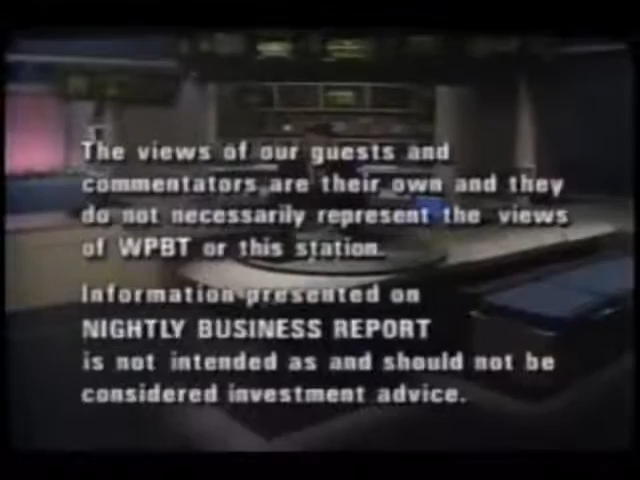 The views of our guests and
commentators are their own and they
do not necessarily represent the views
of WPBT or this station.
Information presented on
NIGHTLY BUSINESS REPORT
is not intended as and should not be
considered investment advice.